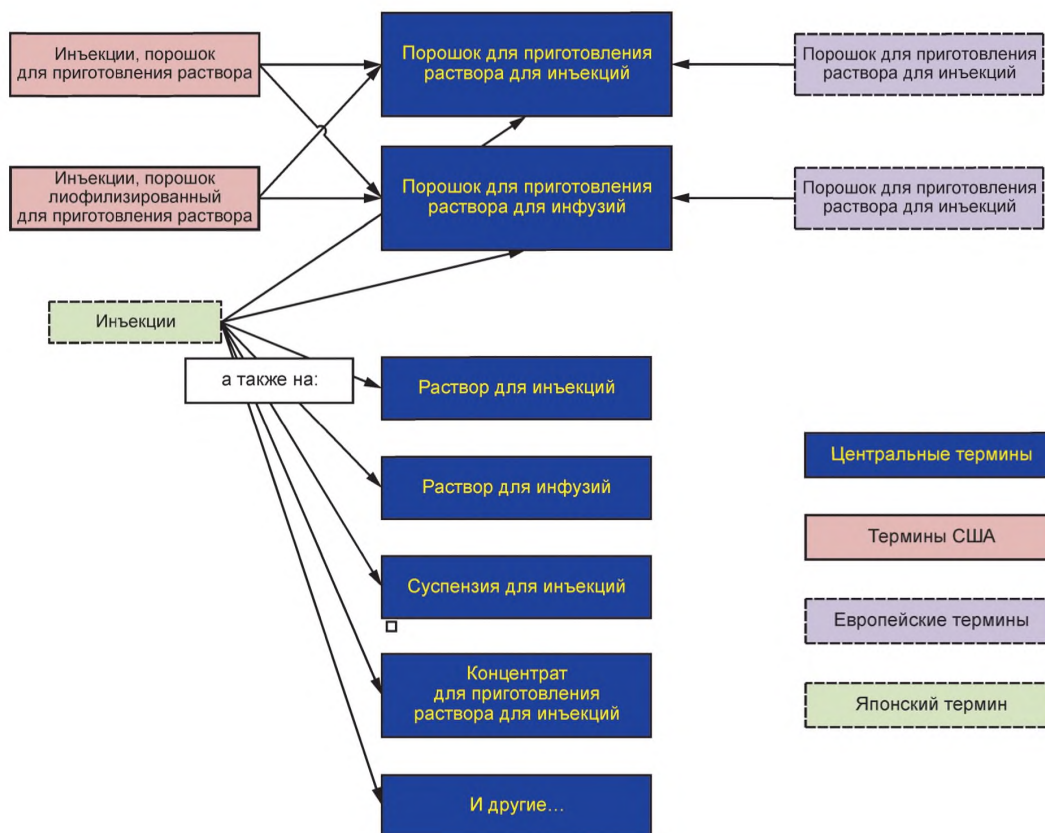 Инъекции, порошок
для приготовления раствора
Порошок для приготовления
раствора для инъекций
Порошок для приготовления
раствора для инъекций
Инъекции, порошок
лиофилизированный
для приготовления раствора
Порошок для приготовления
раствора для инфузий
Порошок для приготовления
раствора для инъекций
Инъекции
а также на:
Раствор для инъекций
Раствор для инфузий
Суспензия для инъекций
Концентрат
для приготовления
раствора для инъекций
И другие...
Центральные термины
Термины США
Европейские термины
Японский термин